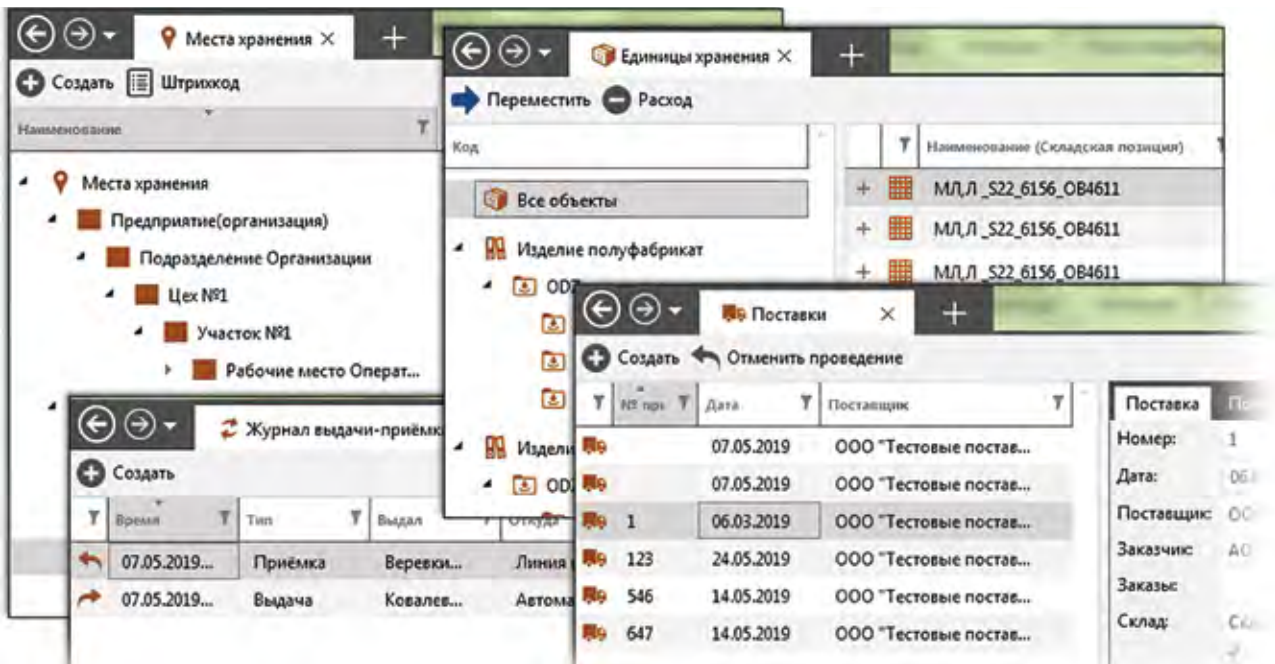 Места хранения
Создать Штрихкод
Наименование
Места хранения
Предприятие(организация)
Подразделение Организации
Цех №1
Участок №1
Рабочие место Операт...
Единицы хранения
Переместить Расход
Код
Наименование (Складская позиция)
Все объекты
МЛ,Л _S22_6156_OB4611
МЛ,Л _S22_6156_OB4611
МЛ,Л _S22_6156_OB4611
Изделие полуфабрикат
Журнал выдачи-приёмк
Создать
Время Тип Выдал Откуда
07.05.2019... Приёмка Веревки... Линия
07.05.2019... Выдача Ковалев... Автома
Поставки
Создать Отменить проведение
Дата Поставщик
07.05.2019 ООО "Тестовые постав...
07.05.2019 ООО "Тестовые постав...
1 06.03.2019 ООО "Тестовые постав...
123 24.05.2019 ООО "Тестовые постав...
546 14.05.2019 ООО "Тестовые постав...
647 14.05.2019 ООО "Тестовые постав...
Поставка
Номер: 1
Дата:
Поставщик:
Заказчик: АО
Заказы:
Склад: